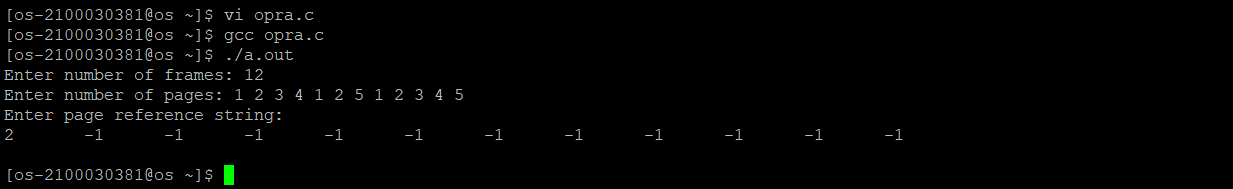 [os-2100030381@os ~]$ vi opra.c
[os-2100030381@os ~]$ gcc opra.c
[os-2100030381@os ~]$ ./a.out
Enter number of frames: 12
Enter number of pages: 1 2 3 4 1 2 5 1 2 3 4 5
Enter page reference string:
2 -1 -1 -1 -1 -1 -1 -1 -1 -1 -1 -1
[os-2100030381@os ~]$